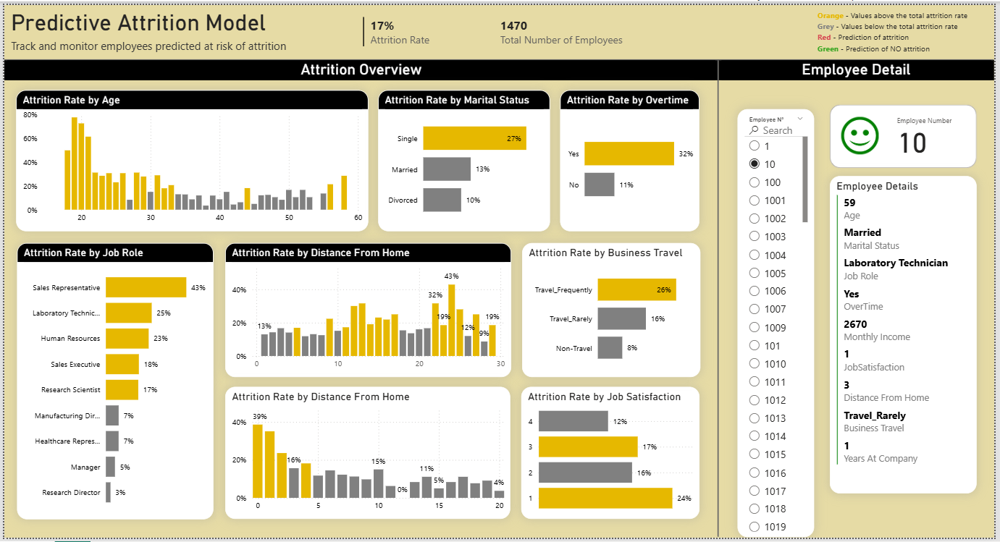 Predictive Attrition Model
Track and monitor employees predicted at risk of attrition
17%
Attrition Rate
1470
Total Number of Employees
Orange - Values above the total attrition rate
Grey - Values below the total attrition rate
Red - Prediction of attrition
Green - Prediction of NO attrition
Attrition Overview
Employee Detail
Attrition Rate by Age
80%
60%
40%
20%
0%
20
30
40
50
60
Attrition Rate by Marital Status
Single
27%
Married
13%
Divorced
10%
Attrition Rate by Overtime
Yes
32%
No
11%
Attrition Rate by Job Role
Sales Representative
43%
Laboratory Technic...
25%
Human Resources
23%
Sales Executive
18%
Research Scientist
17%
Manufacturing Dir...
7%
Healthcare Repres...
7%
Manager
5%
Research Director
3%
Attrition Rate by Distance From Home
40%
20%
0%
13%
32%
19%
43%
12%
9%
19%
0
10
20
30
Attrition Rate by Business Travel
Travel_Frequently
26%
Travel_Rarely
16%
Non-Travel
8%
Attrition Rate by Distance From Home
40%
20%
0%
39%
16%
15%
0%
11%
5%
4%
0
5
10
15
20
Attrition Rate by Job Satisfaction
4
12%
3
17%
2
16%
1
24%
Employee N°
Search
1
10
100
1001
1002
1003
1004
1005
1006
1007
1009
101
1010
1011
1012
1013
1014
1015
1016
1017
1018
1019
Employee Number
10
Employee Details
59
Age
Married
Marital Status
Laboratory Technician
Job Role
Yes
OverTime
2670
Monthly Income
1
JobSatisfaction
3
Distance From Home
Travel_Rarely
Business Travel
1
Years At Company